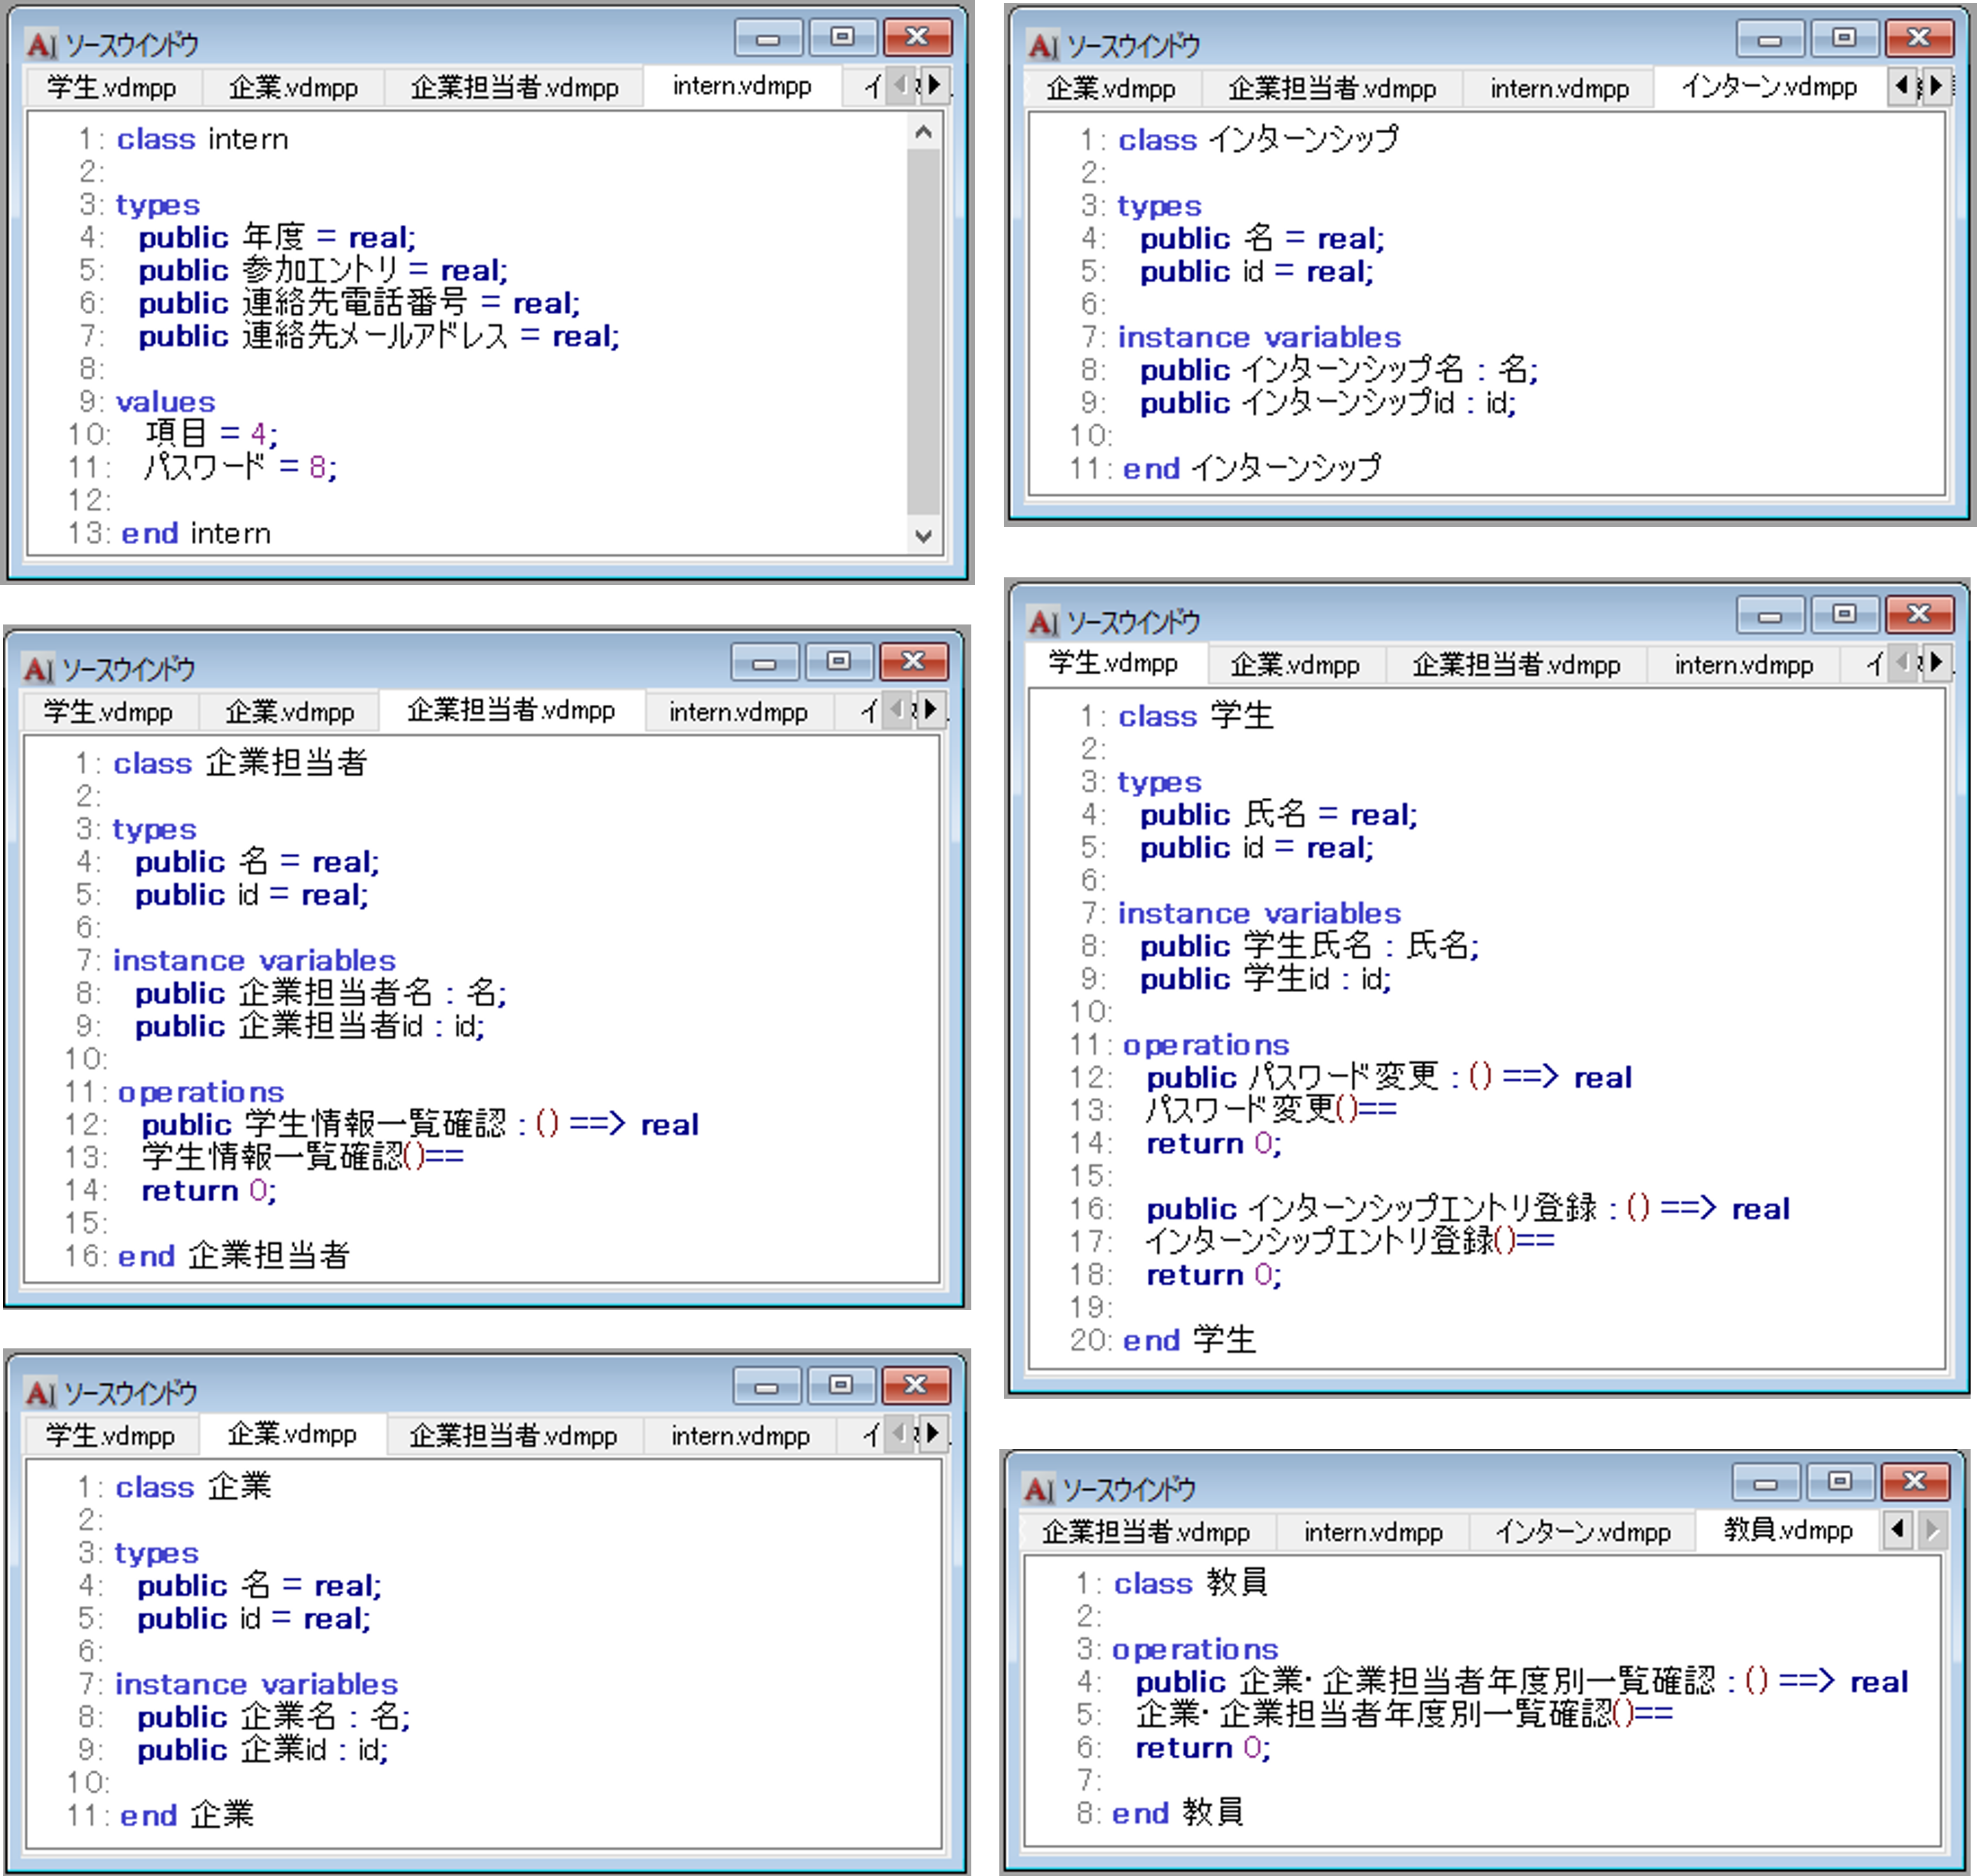 ソースウインドウ
学生.vdmpp 企業.vdmpp 企業担当者.vdmpp intern.vdmpp イ
1: class intern
2:
3: types
4: public 年度 = real;
5: public 参加エントリ = real;
6: public 連絡先電話番号 = real;
7: public 連絡先メールアドレス = real;
8:
9: values
10: 項目 = 4;
11: パスワード = 8;
12:
13: end intern
ソースウインドウ
企業.vdmpp 企業担当者.vdmpp intern.vdmpp インターン.vdmpp
1: class インターンシップ
2:
3: types
4: public 名 = real;
5: public id = real;
6:
7: instance variables
8: public インターンシップ名 : 名;
9: public インターンシップid : id;
10:
11: end インターンシップ
ソースウインドウ
学生.vdmpp 企業.vdmpp 企業担当者.vdmpp intern.vdmpp イ
1: class 企業担当者
2:
3: types
4: public 名 = real;
5: public id = real;
6:
7: instance variables
8: public 企業担当者名 : 名;
9: public 企業担当者id : id;
10:
11: operations
12: public 学生情報一覧確認 : () ==> real
13: 学生情報一覧確認()==
14: return 0;
15:
16: end 企業担当者
ソースウインドウ
学生.vdmpp 企業.vdmpp 企業担当者.vdmpp intern.vdmpp イ
1: class 学生
2:
3: types
4: public 氏名 = real;
5: public id = real;
6:
7: instance variables
8: public 学生氏名 : 氏名;
9: public 学生id : id;
10:
11: operations
12: public パスワード変更 : () ==> real
13: パスワード変更()==
14: return 0;
15:
16: public インターンシップエントリ登録 : () ==> real
17: インターンシップエントリ登録()==
18: return 0;
19:
20: end 学生
ソースウインドウ
学生.vdmpp 企業.vdmpp 企業担当者.vdmpp intern.vdmpp イ
1: class 企業
2:
3: types
4: public 名 = real;
5: public id = real;
6:
7: instance variables
8: public 企業名 : 名;
9: public 企業id : id;
10:
11: end 企業
ソースウインドウ
企業担当者.vdmpp intern.vdmpp インターン.vdmpp 教員.vdmpp
1: class 教員
2:
3: operations
4: public 企業・企業担当者年度別一覧確認 : () ==> real
5: 企業・企業担当者年度別一覧確認()==
6: return 0;
7:
8: end 教員